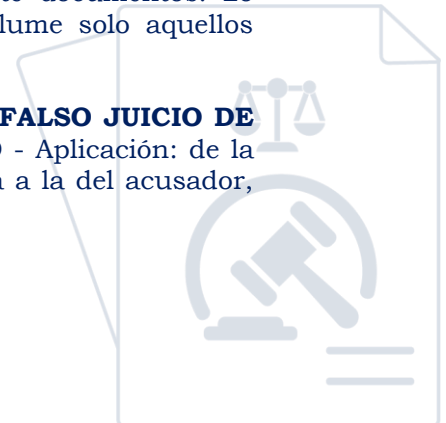 lume solo aquellos
FALSO JUICIO DE
- Aplicación: de la
a la del acusador,